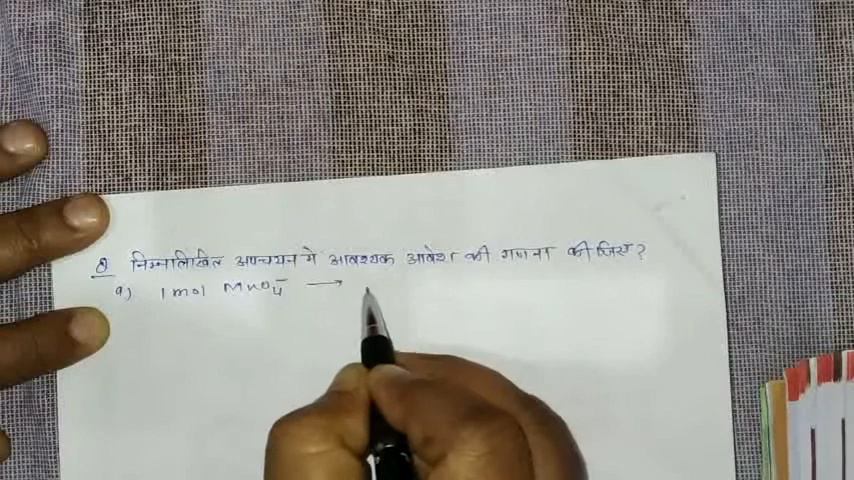 Q निम्नलिखित अपचयन मे आवश्यक आवेश की गणना कीजिए?
a) 1 mol MnO₄⁻ →